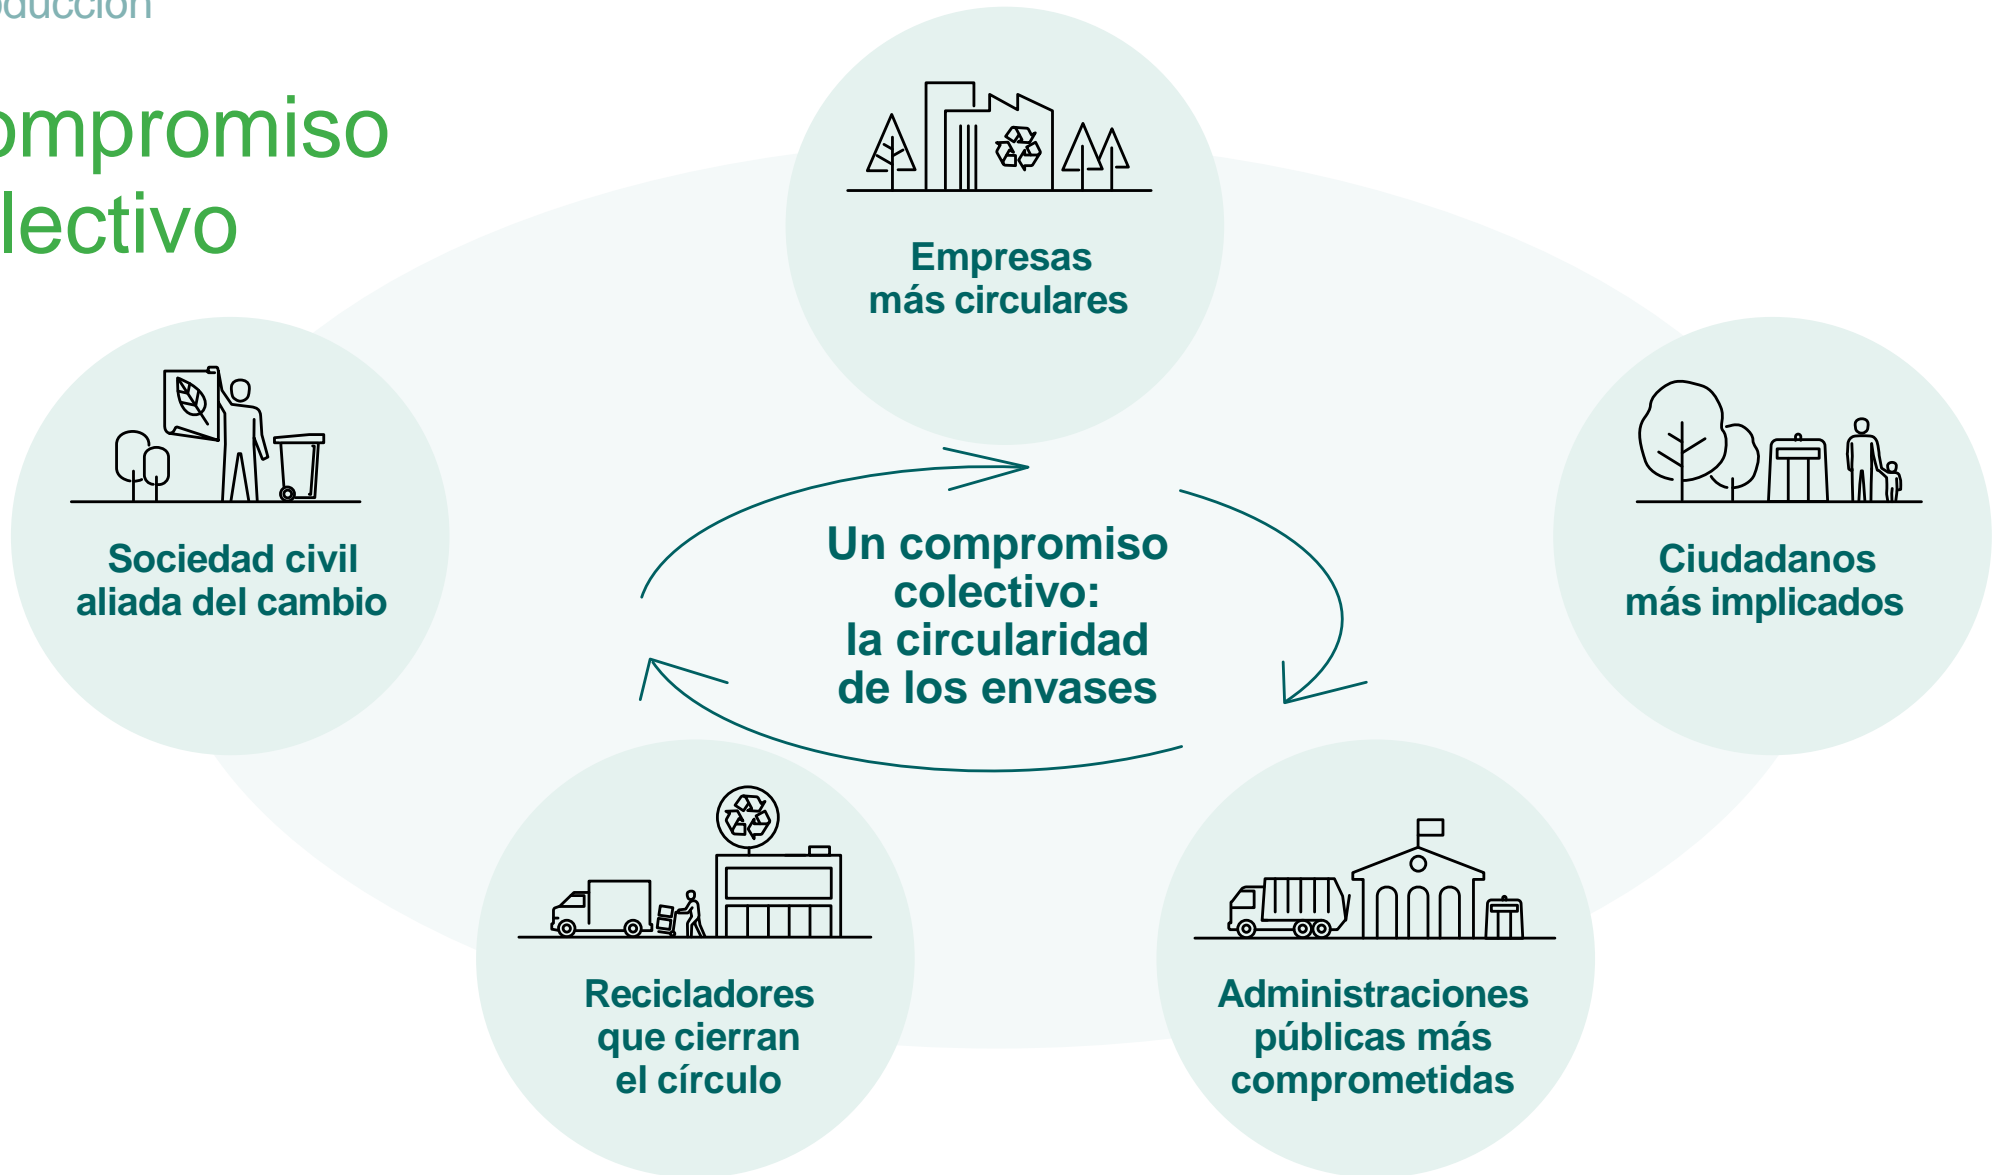 ompromiso
lectivo
Empresas
más circulares
Sociedad civil
aliada del cambio
Ciudadanos
más implicados
Un compromiso
colectivo:
la circularidad
de los envases
Recicladores
que cierran
el círculo
Administraciones
públicas más
comprometidas